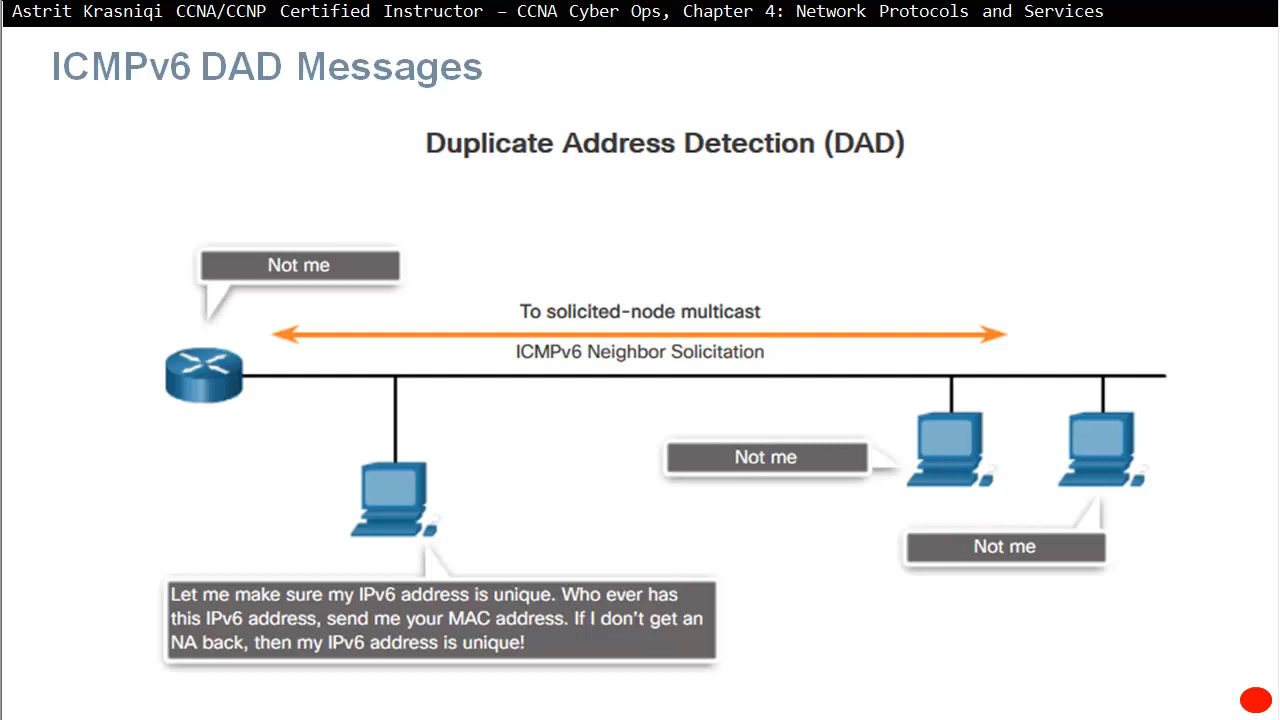 Astrit Krasniqi CCNA/CCNP Certified Instructor – CCNA Cyber Ops, Chapter 4: Network Protocols and Services
ICMPv6 DAD Messages
Duplicate Address Detection (DAD)
Not me
To solicited-node multicast
ICMPv6 Neighbor Solicitation
Not me
Not me
Let me make sure my IPv6 address is unique. Who ever has
this IPv6 address, send me your MAC address. If I don't get an
NA back, then my IPv6 address is unique!